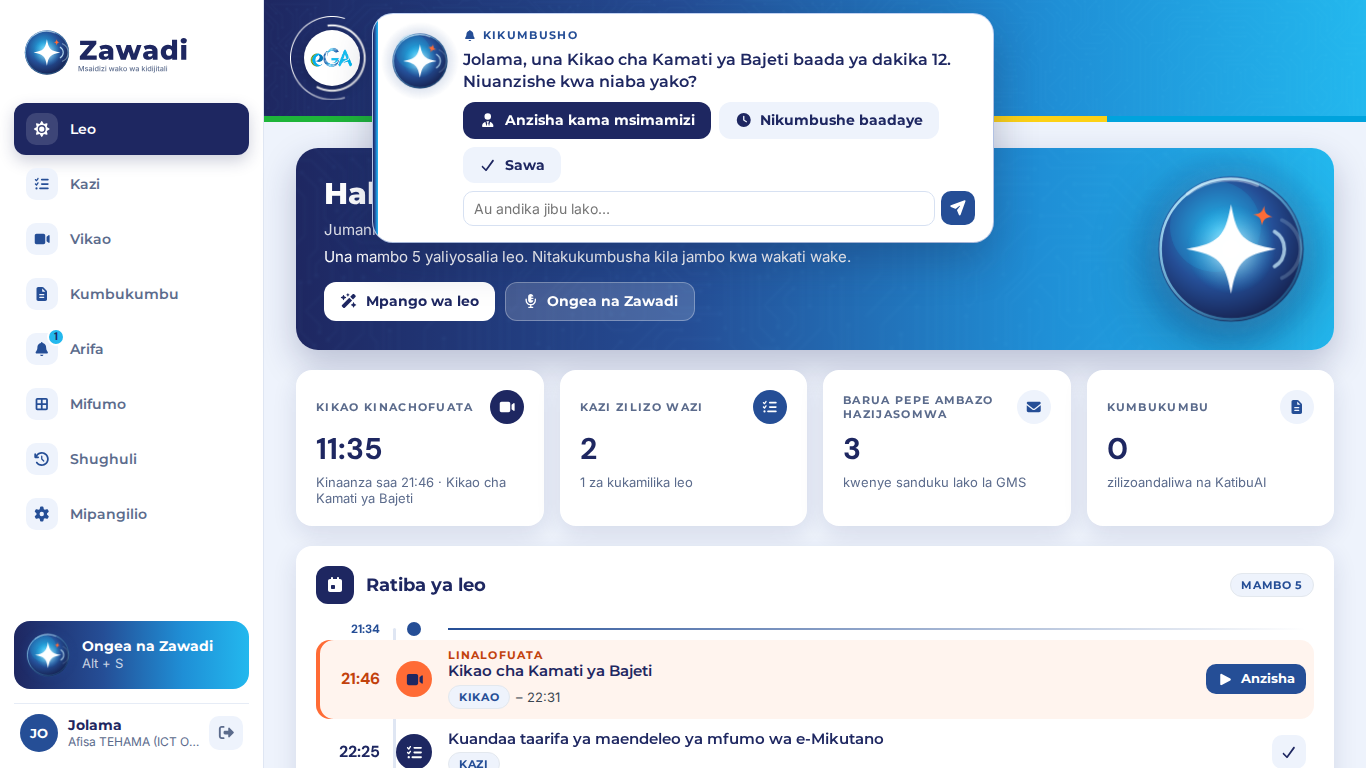 Zawadi
Msaidizi wako wa kidijitali
Leo
Kazi
Vikao
Kumbukumbu
1
Arifa
Mifumo
Shughuli
Mipangilio
Ongea na Zawadi
Alt + S
JO
Jolama
Afisa TEHAMA (ICT O...
eGA
KIKUMBUSHO
Jolama, una Kikao cha Kamati ya Bajeti baada ya dakika 12.
Niuanzishe kwa niaba yako?
Anzisha kama msimamizi
Nikumbushe baadaye
Sawa
Au andika jibu lako...
Una mambo 5 yaliyosalia leo. Nitakukumbusha kila jambo kwa wakati wake.
Mpango wa leo
Ongea na Zawadi
KIKAO KINACHOFUATA
11:35
Kinaanza saa 21:46 · Kikao cha
Kamati ya Bajeti
KAZI ZILIZO WAZI
2
1 za kukamilika leo
BARUA PEPE AMBAZO
HAZIJASOMWA
3
kwenye sanduku lako la GMS
KUMBUKUMBU
0
zilizoandaliwa na KatibuAI
Ratiba ya leo
MAMBO 5
21:34
LINALOFUATA
21:46
Kikao cha Kamati ya Bajeti
KIKAO
– 22:31
Anzisha
22:25
Kuandaa taarifa ya maendeleo ya mfumo wa e-Mikutano
KAZI